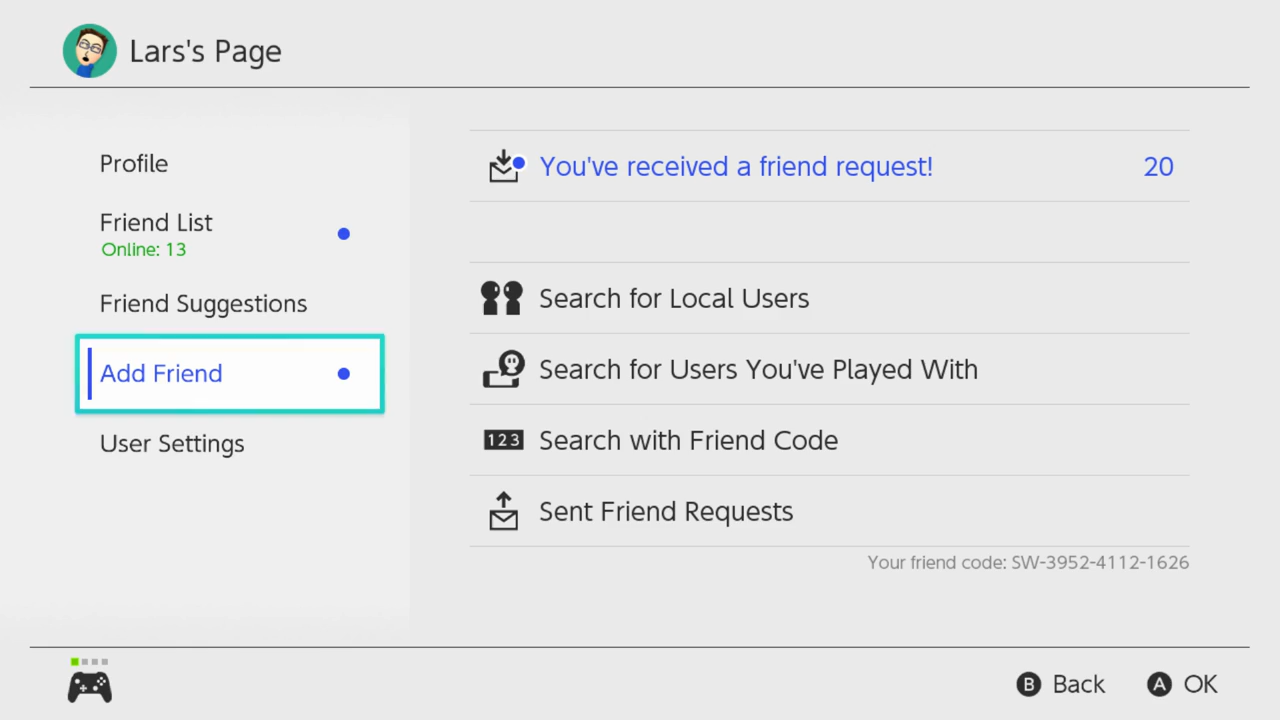 Lars's Page
Profile
Friend List
Online: 13
Friend Suggestions
Add Friend
User Settings
You've received a friend request! 20
Search for Local Users
Search for Users You've Played With
123 Search with Friend Code
Sent Friend Requests
Your friend code: SW-3952-4112-1626
B Back A OK